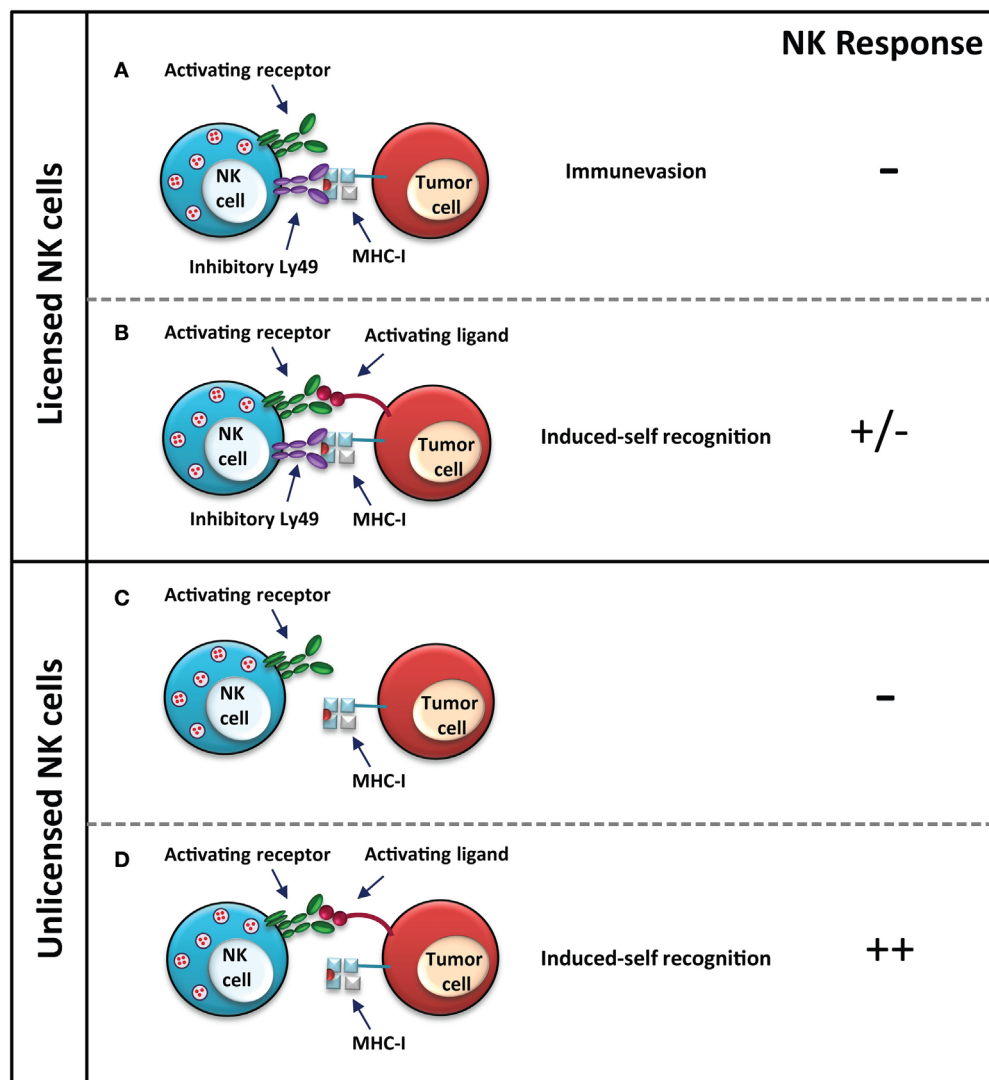 NK Response
Licensed NK cells
A
Activating receptor
NK
cell
Tumor
cell
Immunevasion
-
MHC-I
Inhibitory Ly49
B
Activating receptor
Activating ligand
NK
cell
Tumor
cell
Induced-self recognition
+/-
Inhibitory Ly49
MHC-I
Unlicensed NK cells
C
Activating receptor
NK
cell
Tumor
cell
-
MHC-I
D
Activating receptor
Activating ligand
NK
cell
Tumor
cell
Induced-self recognition
++
MHC-I